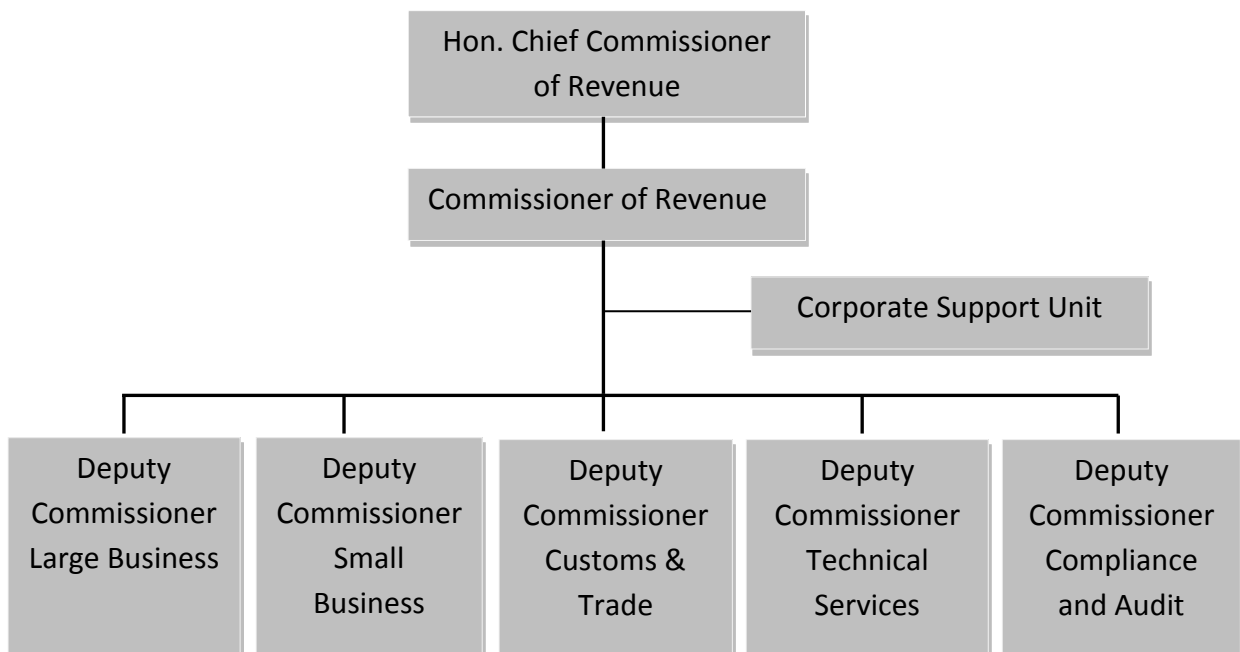 Hon. Chief Commissioner
of Revenue
Commissioner of Revenue
Corporate Support Unit
Deputy
Commissioner
Large Business
Deputy
Commissioner
Small
Business
Deputy
Commissioner
Customs &
Trade
Deputy
Commissioner
Technical
Services
Deputy
Commissioner
Compliance
and Audit